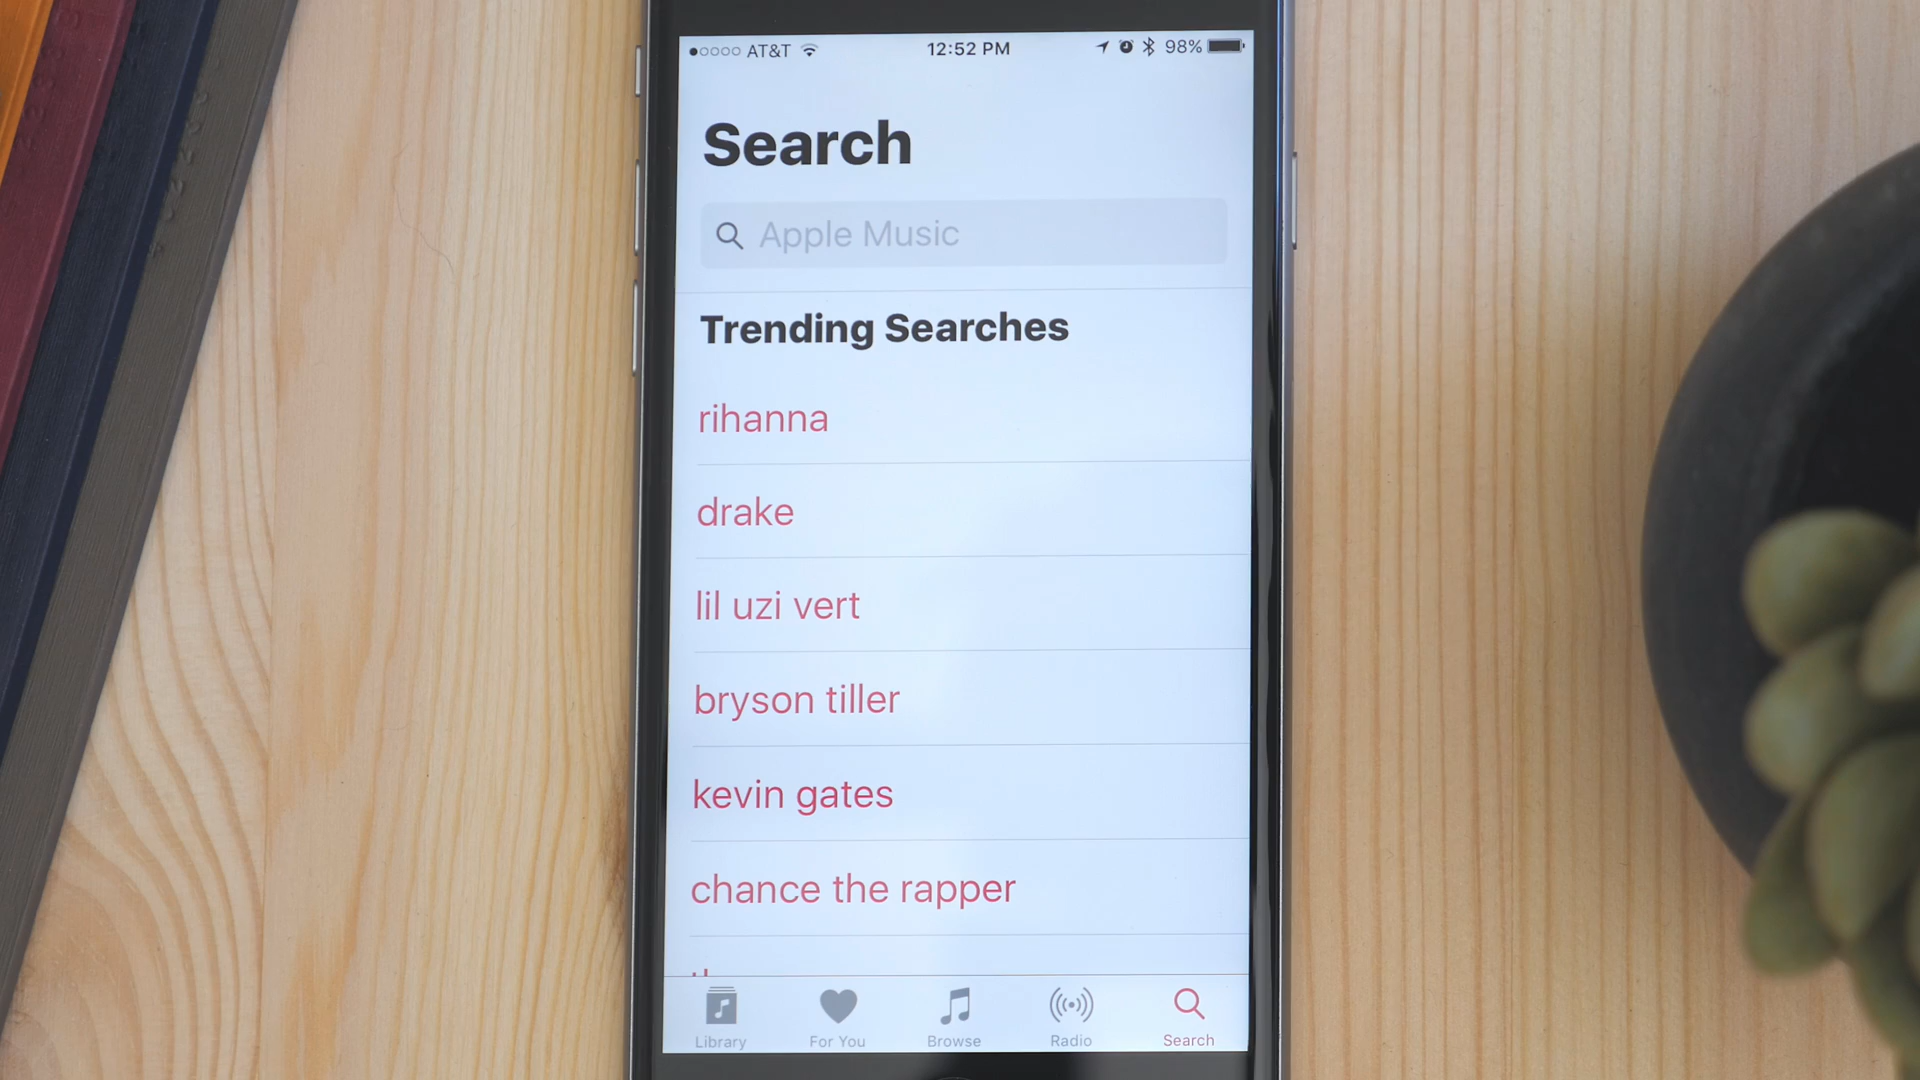 AT&T 12:52 PM 98%
Search
Apple Music
Trending Searches
rihanna
drake
lil uzi vert
bryson tiller
kevin gates
chance the rapper
Library For You Browse Radio Search